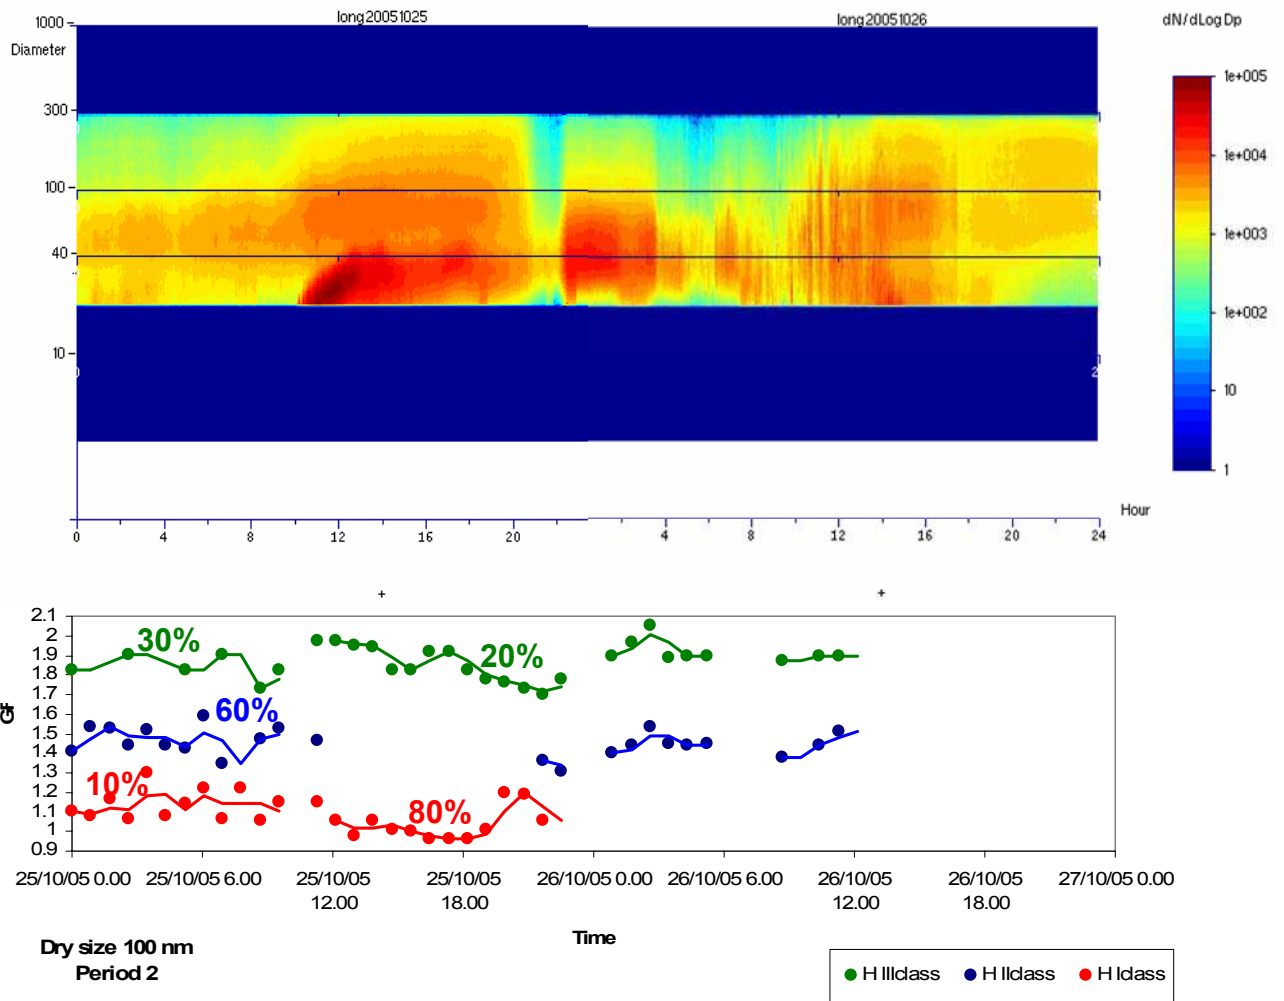 long20051025 long20051026 dN/dLogDp
1000
Diameter
300
100
40
10
1e+005
1e+004
1e+003
1e+002
10
1
Hour
0 4 8 12 16 20 4 8 12 16 20 24
+ +
GF
2.1
2
1.9
1.8
1.7
1.6
1.5
1.4
1.3
1.2
1.1
1
0.9
30%
20%
60%
10%
80%
25/10/05 0.00 25/10/05 6.00 25/10/05 12.00 25/10/05 18.00 26/10/05 0.00 26/10/05 6.00 26/10/05 12.00 26/10/05 18.00 27/10/05 0.00
Time
Dry size 100 nm
Period 2
H IIIclass H IIclass H Iclass